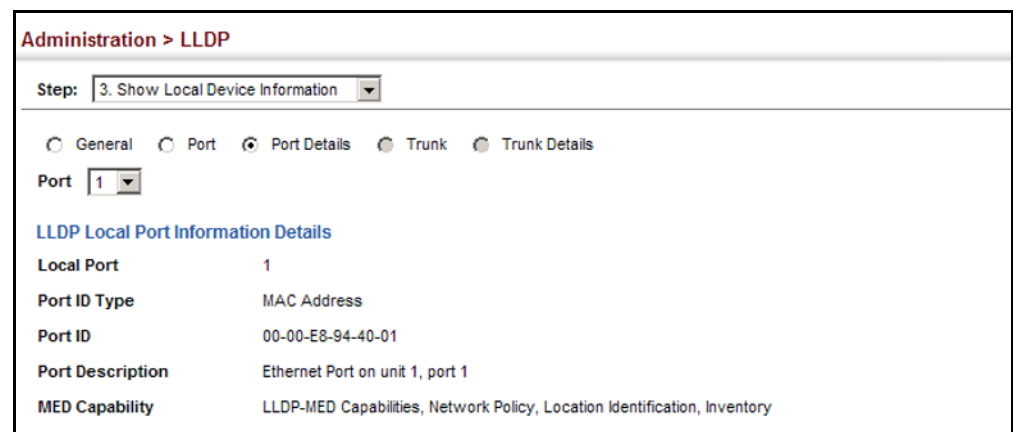 Administration > LLDP
Step: 3. Show Local Device Information
General Port Port Details Trunk Trunk Details
Port 1
LLDP Local Port Information Details
Local Port 1
Port ID Type MAC Address
Port ID 00-00-E8-94-40-01
Port Description Ethernet Port on unit 1, port 1
MED Capability LLDP-MED Capabilities, Network Policy, Location Identification, Inventory